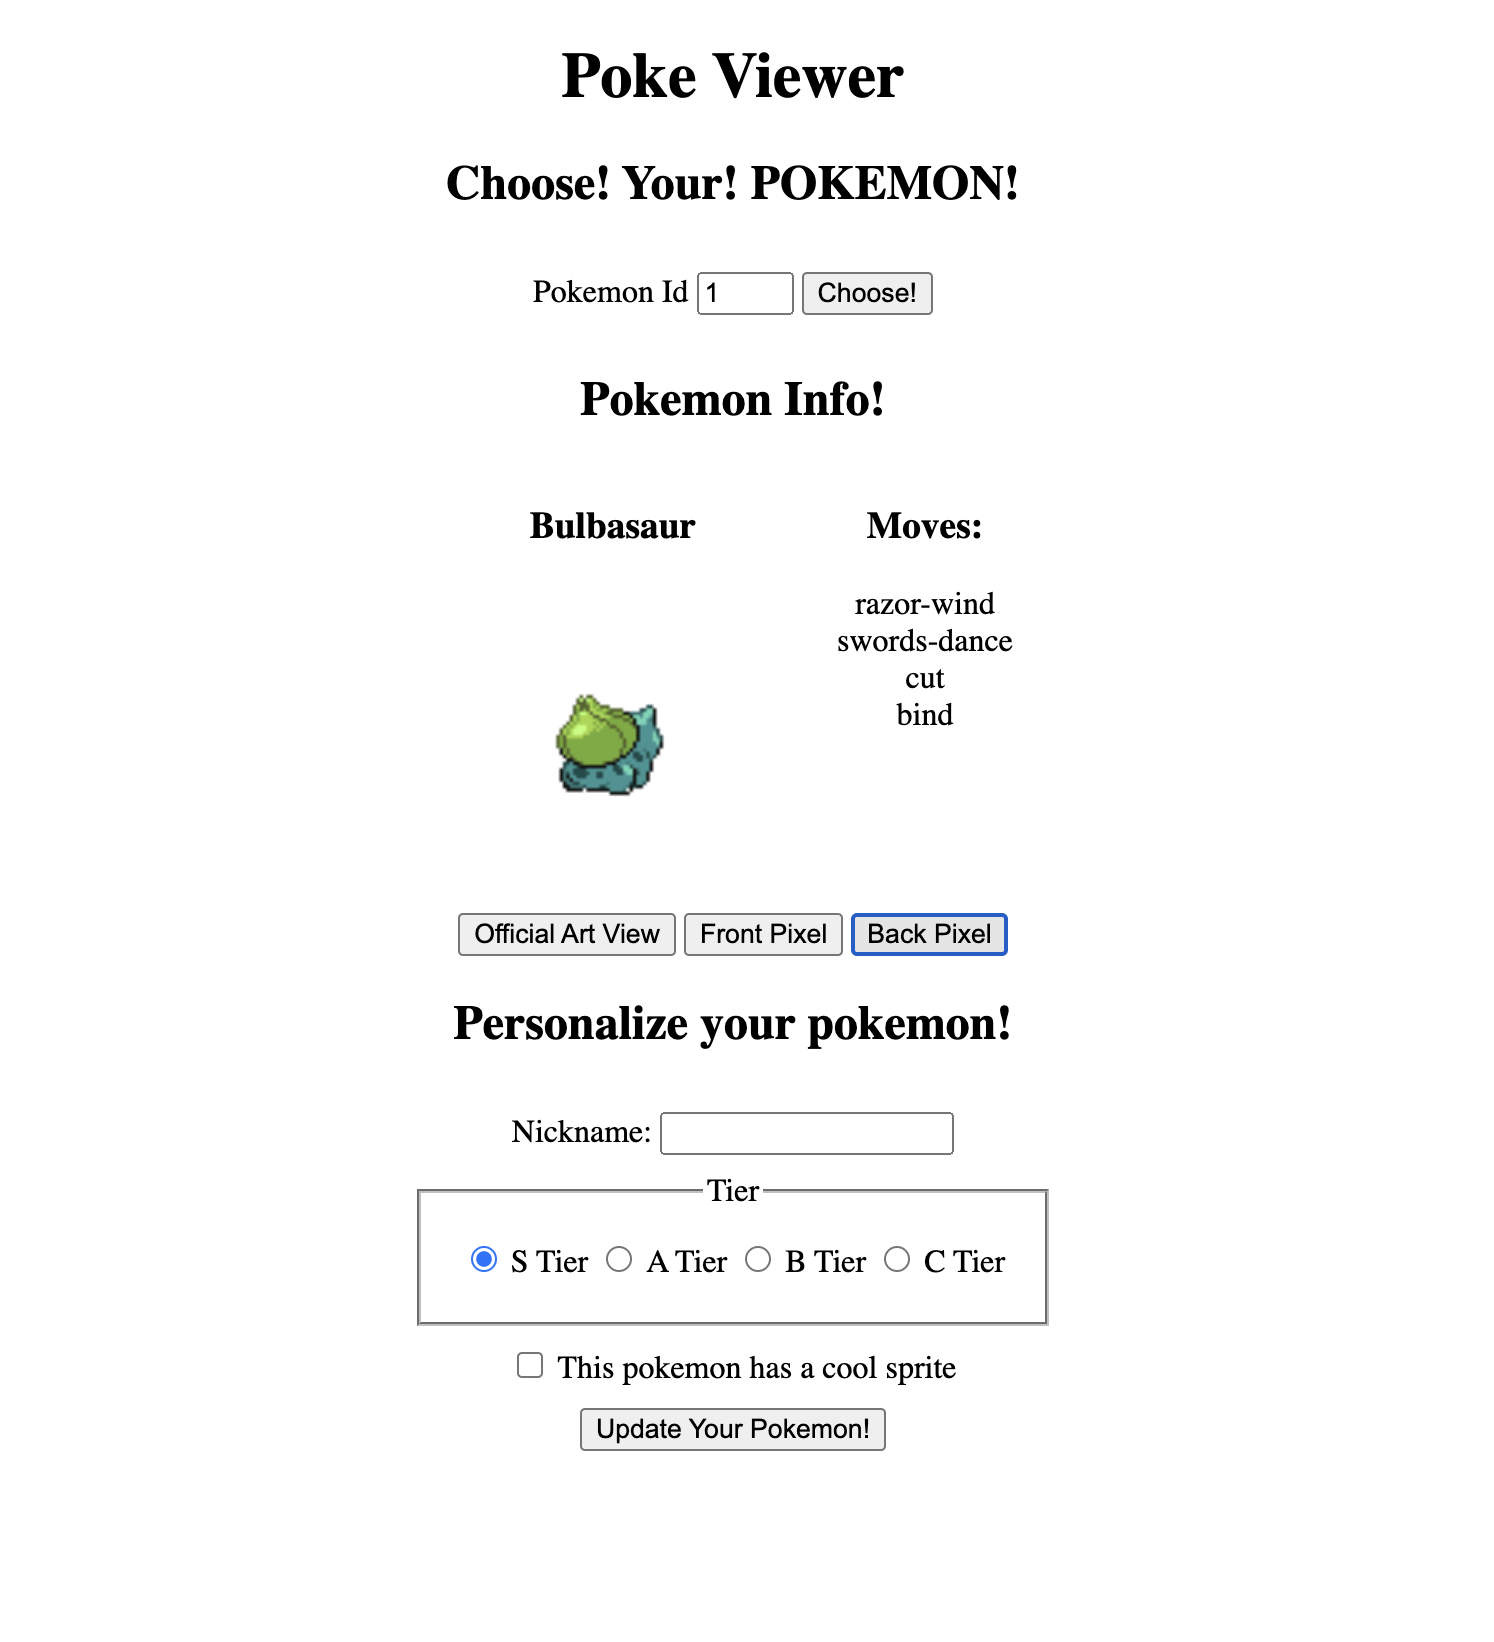 Poke Viewer
Choose! Your! POKEMON!
Pokemon Id 1 Choose!
Pokemon Info!
Bulbasaur
Moves:
razor-wind
swords-dance
cut
bind
Official Art View Front Pixel Back Pixel
Personalize your pokemon!
Nickname:
Tier
S Tier A Tier B Tier C Tier
This pokemon has a cool sprite
Update Your Pokemon!